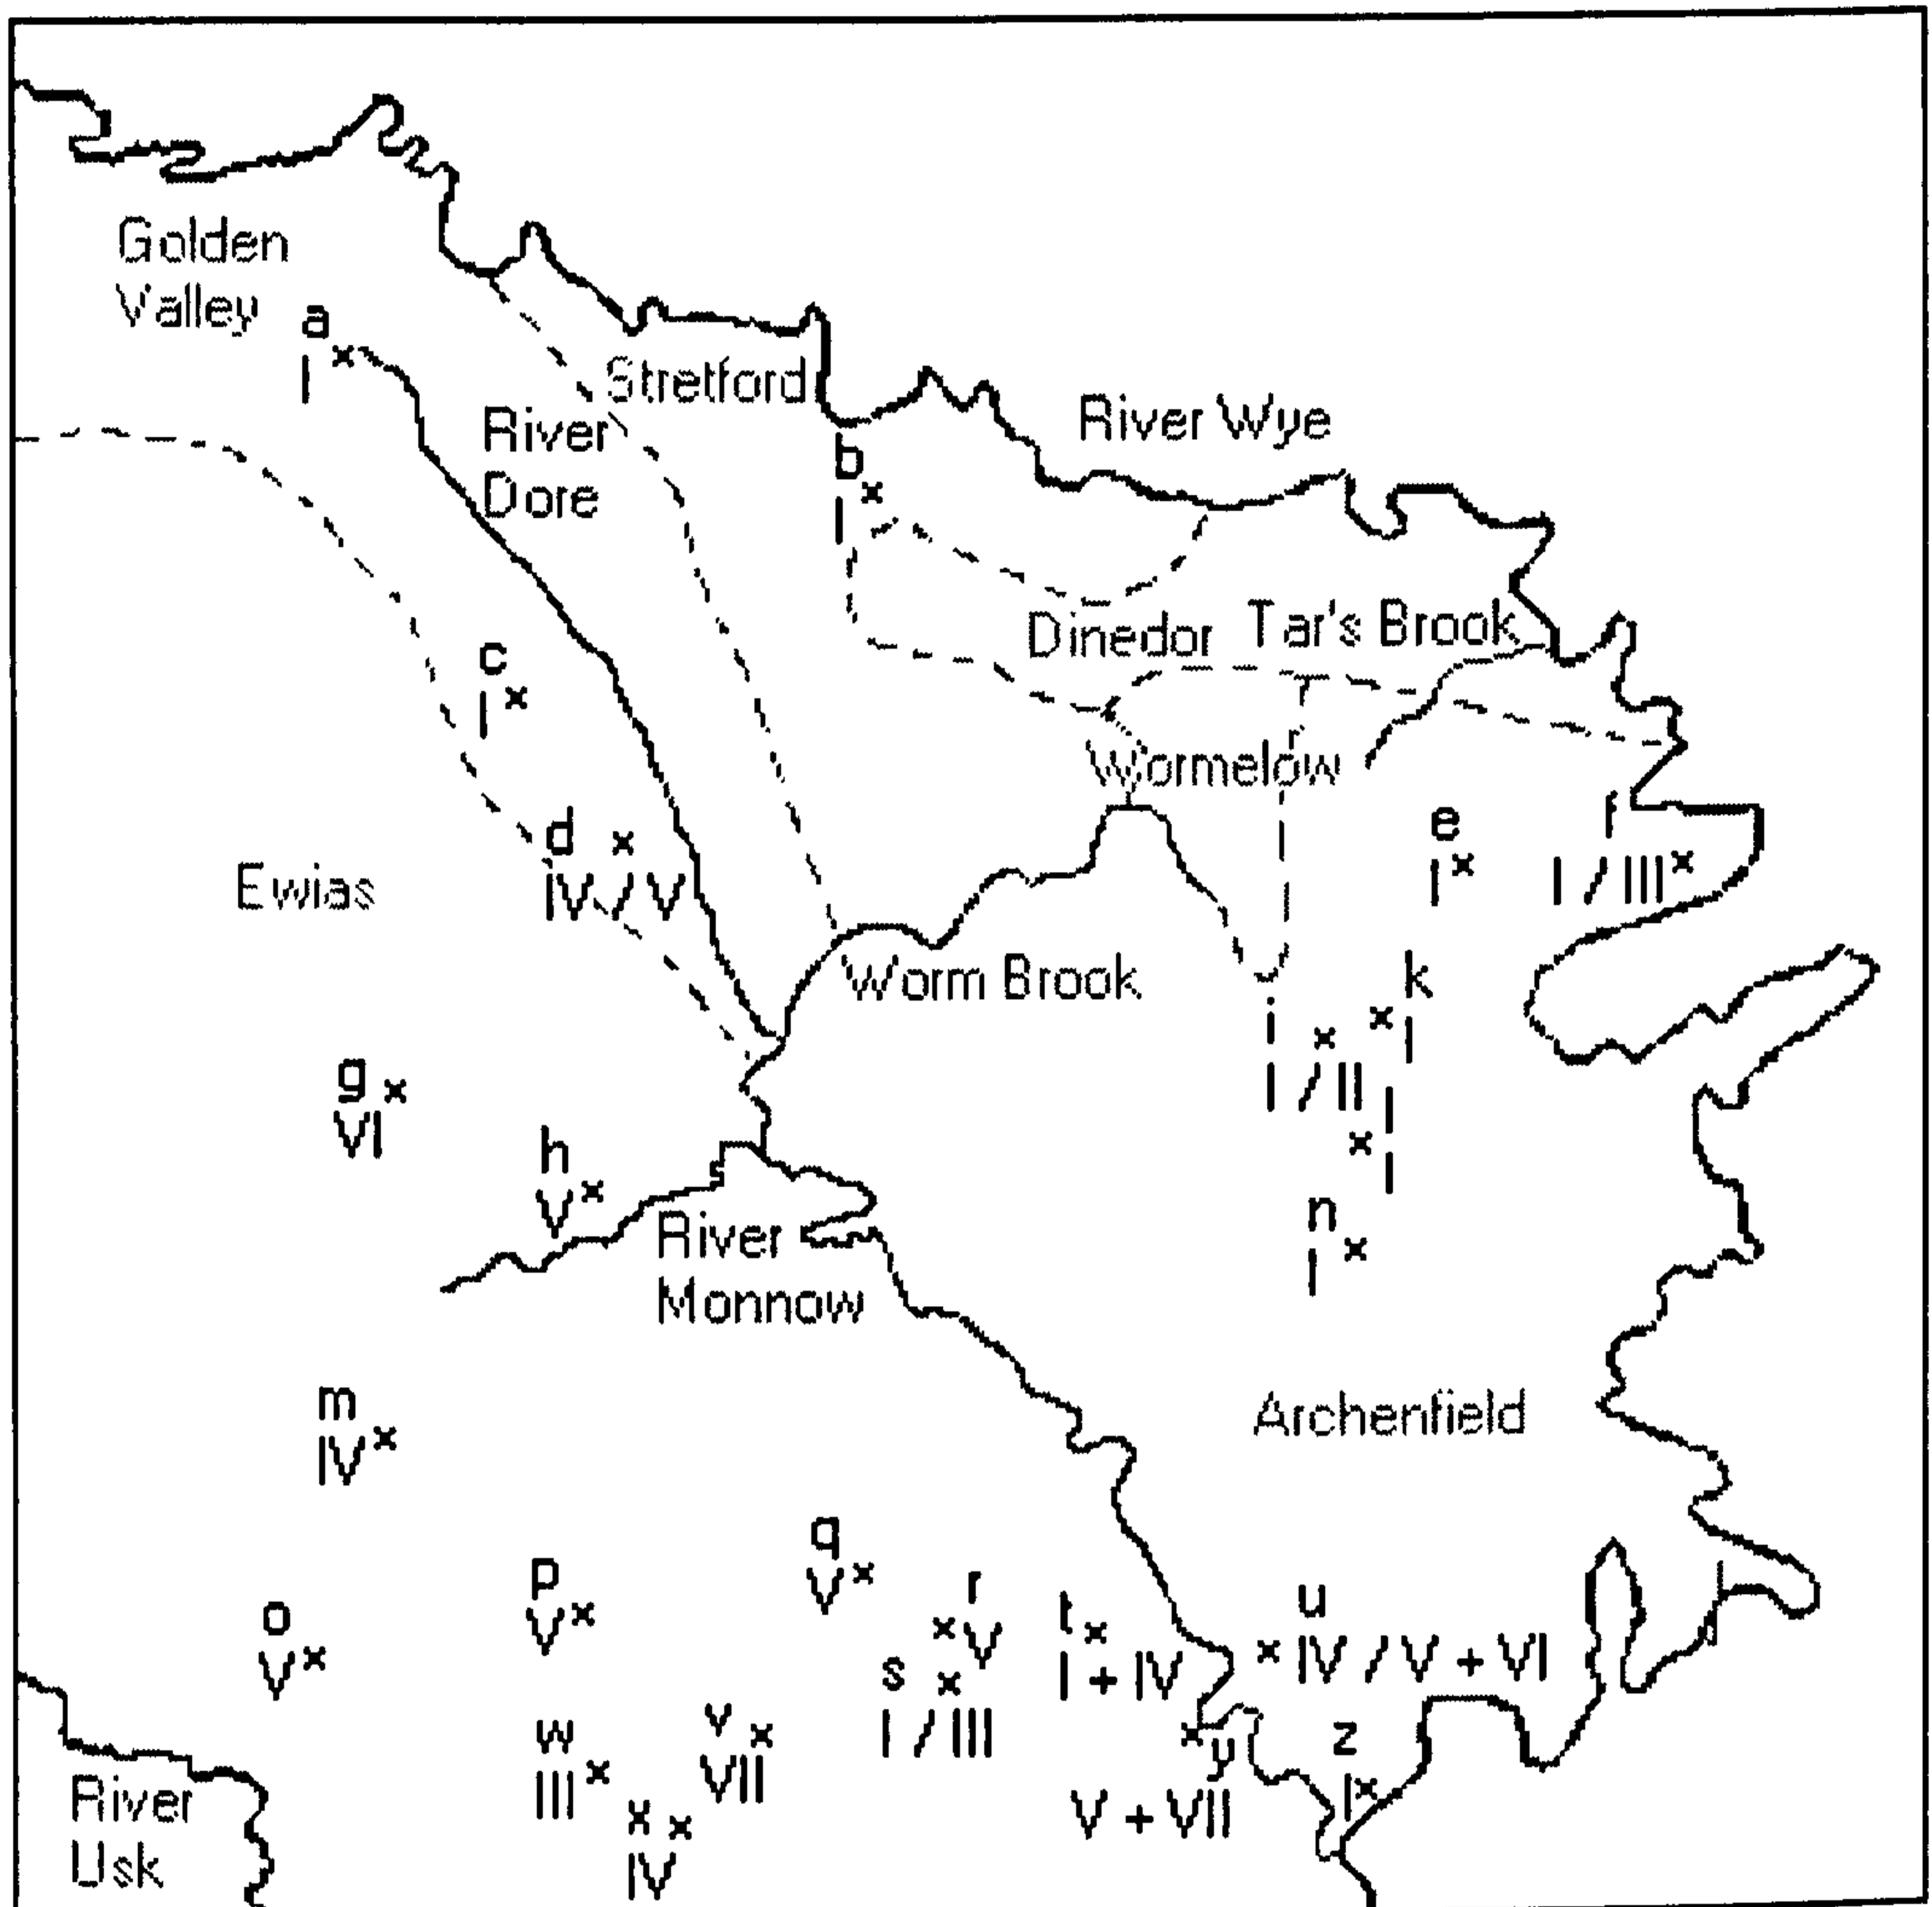 Golden
Valley
a
I
Stretford
River
Dore
River Wye
b
I
Dinedor
Tar's Brook
c
I
Wormelow
d
IV / V
e
I
f
I / III
Ewias
Worm Brook
k
I
i
I / II
g
VI
l
I
h
V
n
I
River
Monnow
m
IV
Archenfield
q
V
p
V
r
V
t
I + IV
u
IV / V + VI
o
V
s
I / III
v
VII
w
III
y
V + VII
z
I
x
IV
River
Usk